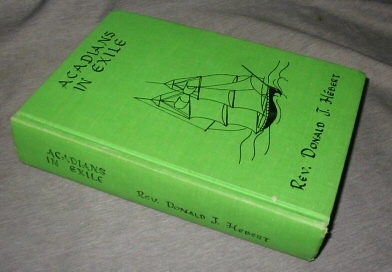 ACADIANS
IN EXILE
REV. DONALD J. HÉBERT
ACADIANS
IN EXILE
REV. DONALD J. HÉBERT